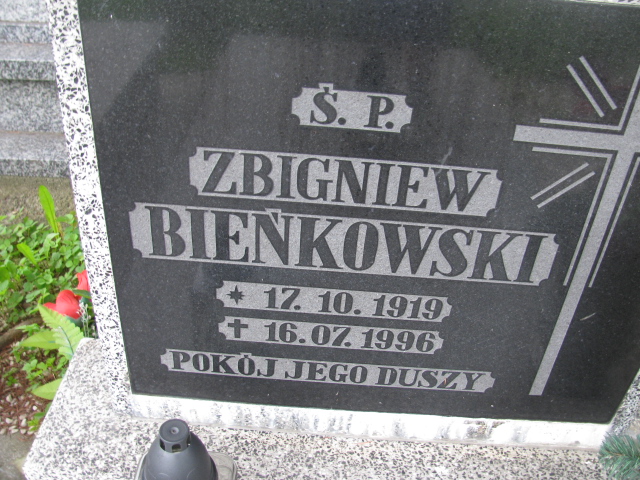 Ś. P.
ZBIGNIEW
BIEŃKOWSKI
* 17. 10. 1919
† 16. 07. 1996
POKÓJ JEGO DUSZY